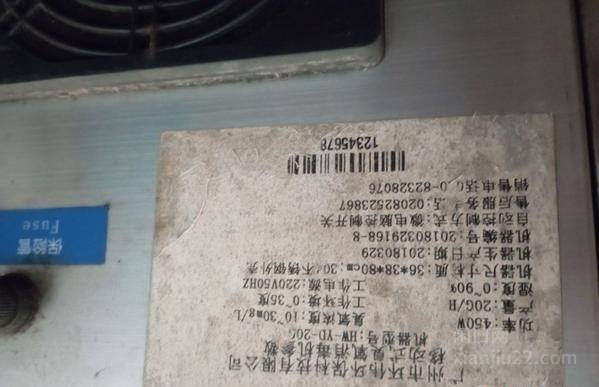 广州市环伟环保科技有限公司
移动式臭氧消毒机参数
机器型号：HW-YD-20G
功率：450W 臭氧浓度：10~30mg/L
产量：20G/H 工作环境：0~35度
湿度：0~90% 工作电源：220V50HZ
机器尺寸材质：36*38*80cm 304不锈钢外壳
机器生产日期：20180329
机器编号：20180329168-8
自动控制方式：微电脑控制开关
售后服务：02082523867
销售电话：0-82328076
12345678
保险管
Fuse
xianjiu22.com